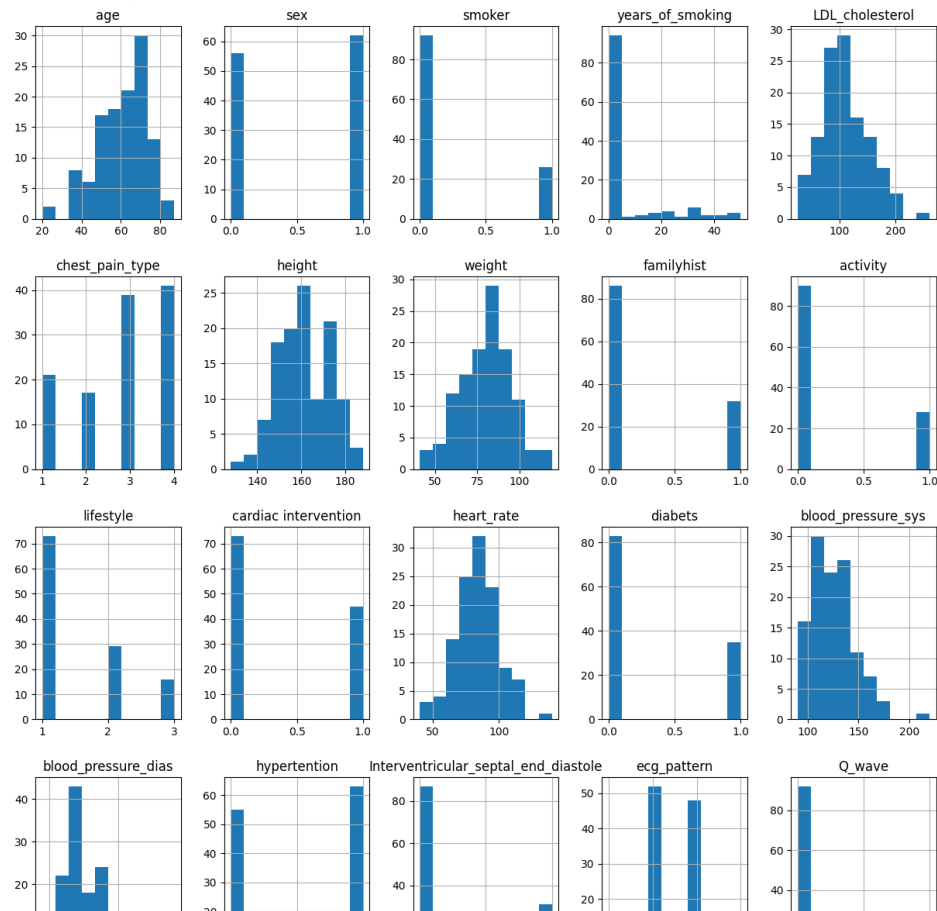 age sex smoker years_of_smoking LDL_cholesterol
30 25 20 15 10 5 0
20 40 60 80
60 50 40 30 20 10 0
0.0 0.5 1.0
80 60 40 20 0
0.0 0.5 1.0
80 60 40 20 0
0 20 40
30 25 20 15 10 5 0
100 200
chest_pain_type height weight familyhist activity
40 30 20 10 0
1 2 3 4
25 20 15 10 5 0
140 160 180
30 25 20 15 10 5 0
50 75 100
80 60 40 20 0
0.0 0.5 1.0
80 60 40 20 0
0.0 0.5 1.0
lifestyle cardiac intervention heart_rate diabets blood_pressure_sys
70 60 50 40 30 20 10 0
1 2 3
70 60 50 40 30 20 10 0
0.0 0.5 1.0
30 25 20 15 10 5 0
50 100
80 60 40 20 0
0.0 0.5 1.0
30 25 20 15 10 5 0
100 150 200
blood_pressure_dias hypertention Interventricular_septal_end_diastole ecg_pattern Q_wave
40 30 20
60 50 40 30 20
80 60 40
50 40 30 20
80 60 40